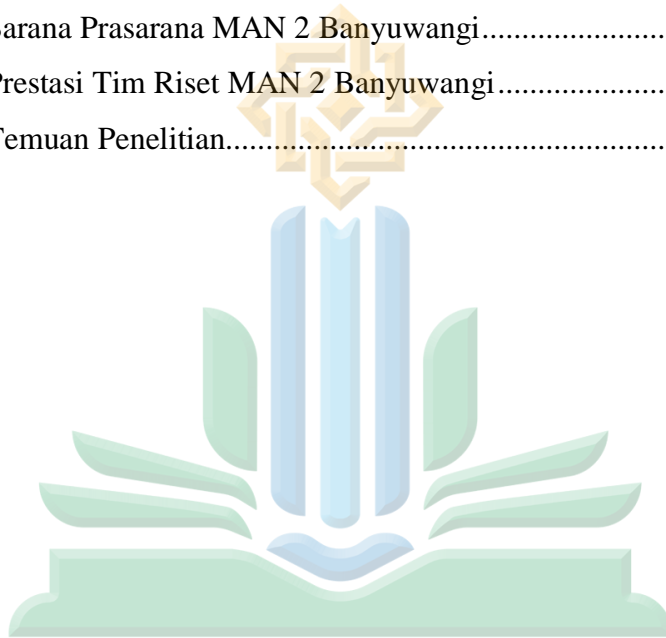 Sarana Prasarana MAN 2 Banyuwangi......................
Prestasi Tim Riset MAN 2 Banyuwangi....................
Temuan Penelitian......................................................